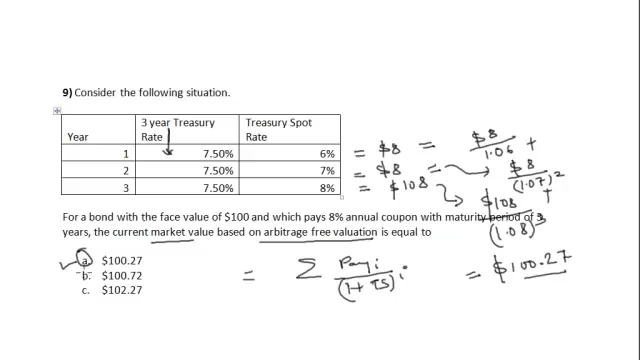 9) Consider the following situation.
Year 3 year Treasury Rate Treasury Spot Rate
1 7.50% 6% = $8 = $8/1.06 +
2 7.50% 7% = $8 = $8/(1.07)2 +
3 7.50% 8% = $108 $108/(1.08)3
For a bond with the face value of $100 and which pays 8% annual coupon with maturity period of 3
years, the current market value based on arbitrage free valuation is equal to
a. $100.27
b. $100.72
c. $102.27
= Σ Payi/(1+rs)i = $100.27